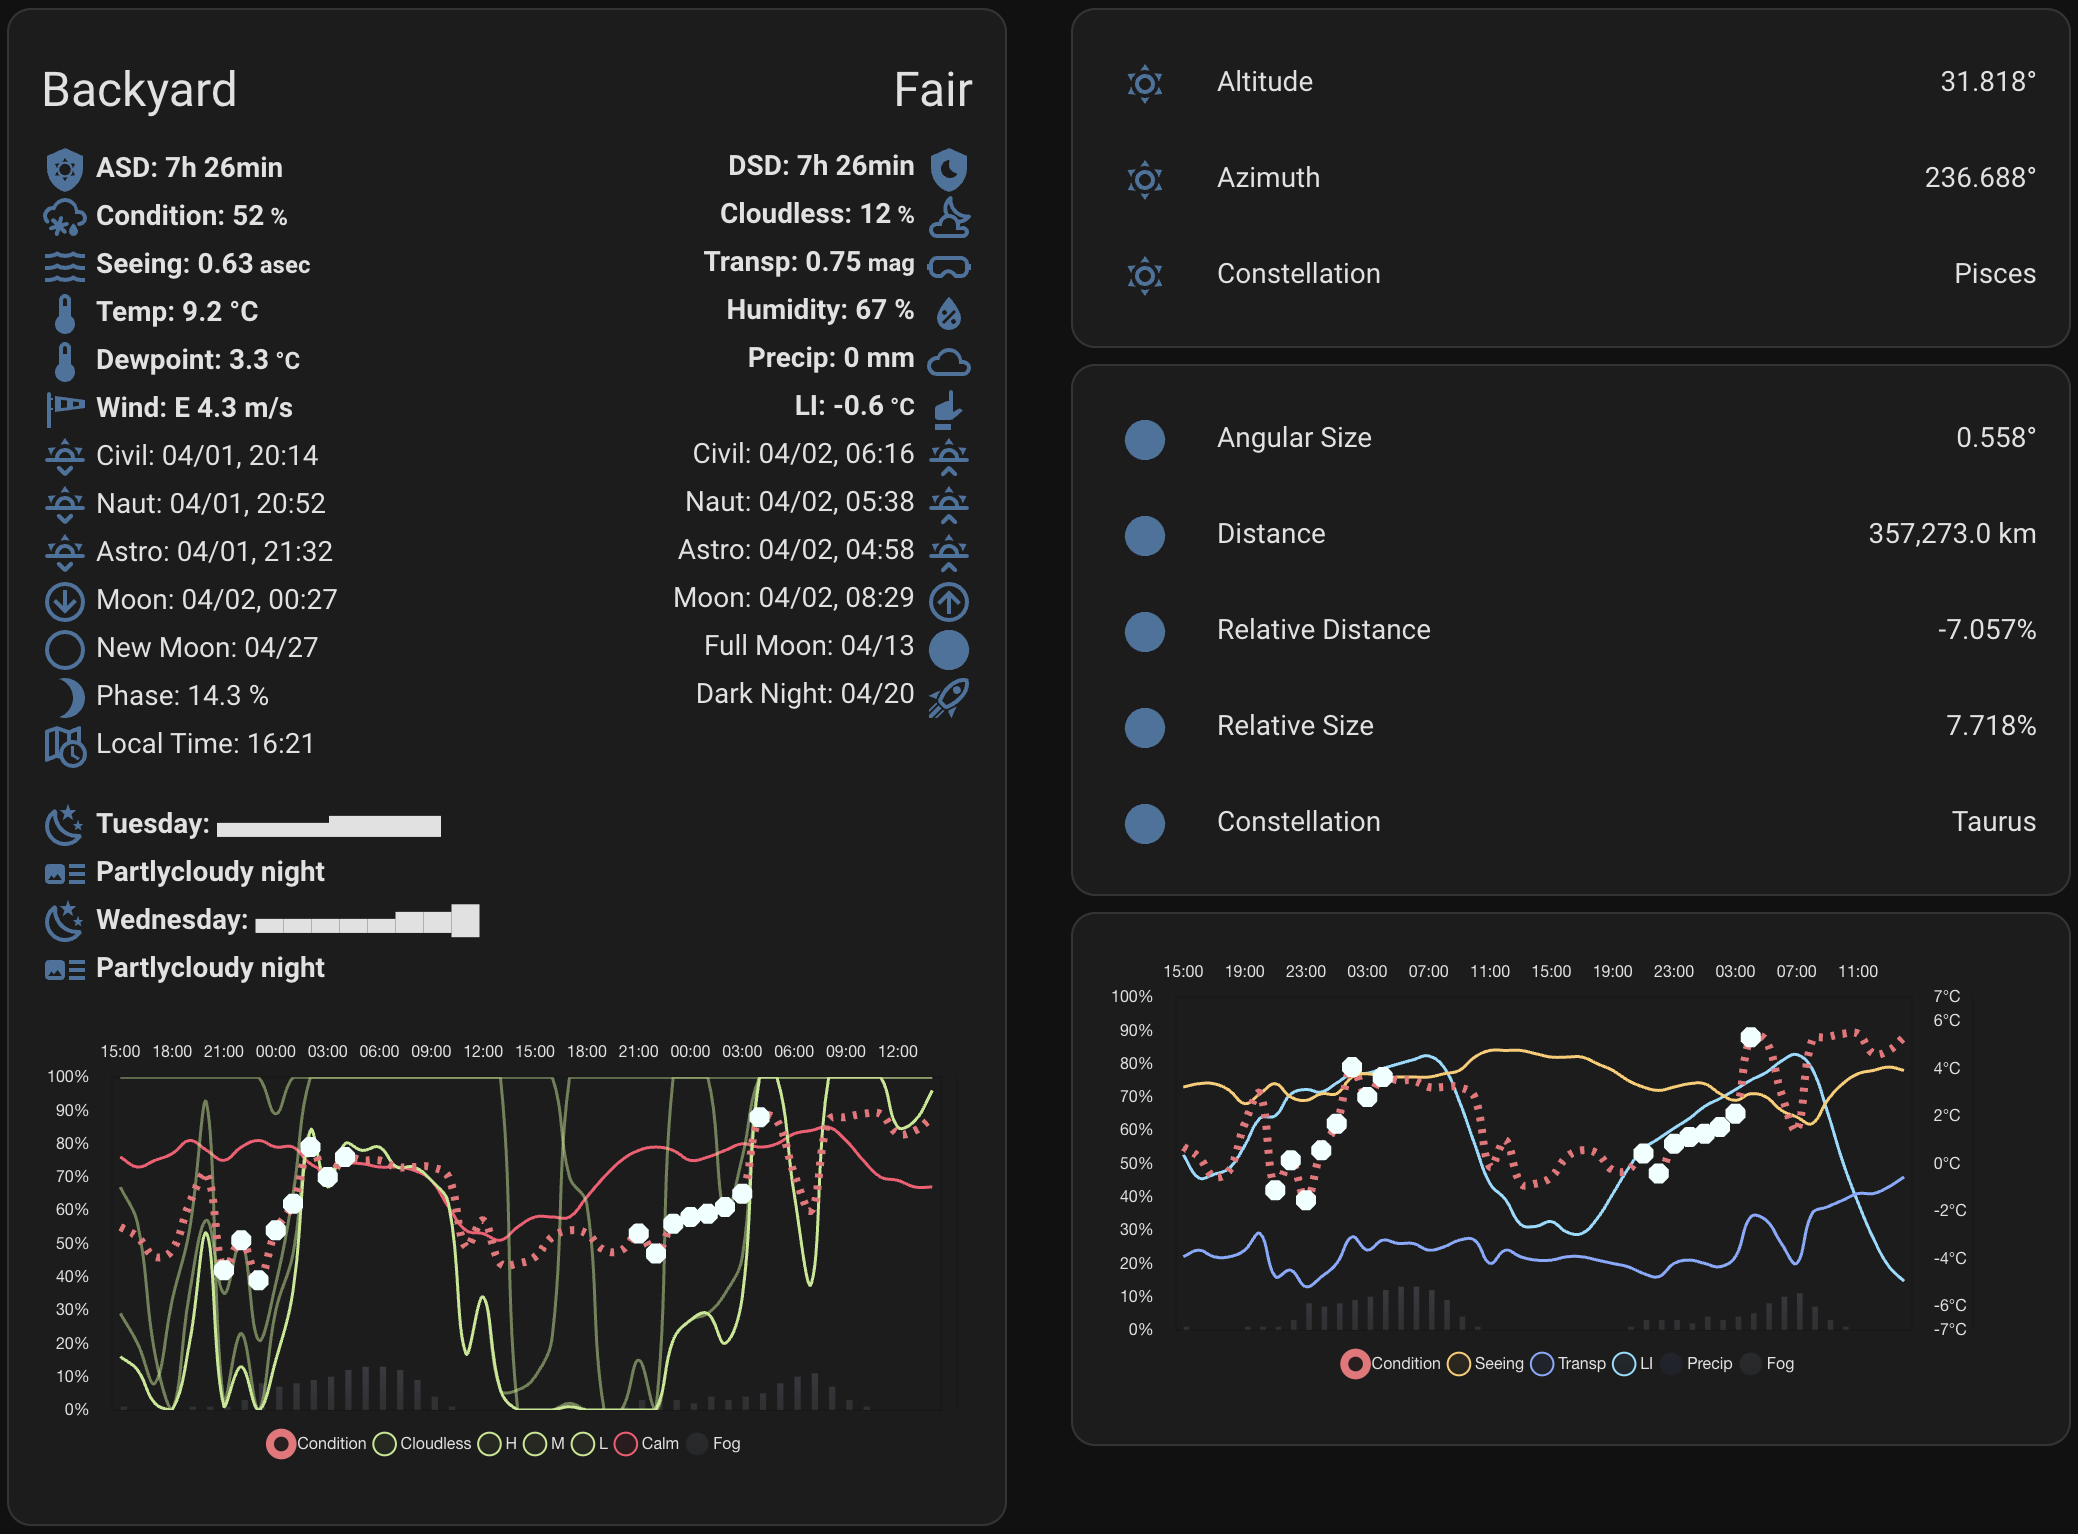 Backyard Fair
ASD: 7h 26min DSD: 7h 26min
Condition: 52 % Cloudless: 12 %
Seeing: 0.63 asec Transp: 0.75 mag
Temp: 9.2 °C Humidity: 67 %
Dewpoint: 3.3 °C Precip: 0 mm
Wind: E 4.3 m/s LI: -0.6 °C
Civil: 04/01, 20:14 Civil: 04/02, 06:16
Naut: 04/01, 20:52 Naut: 04/02, 05:38
Astro: 04/01, 21:32 Astro: 04/02, 04:58
Moon: 04/02, 00:27 Moon: 04/02, 08:29
New Moon: 04/27 Full Moon: 04/13
Phase: 14.3 % Dark Night: 04/20
Local Time: 16:21
Tuesday:
Partlycloudy night
Wednesday:
Partlycloudy night
15:00 18:00 21:00 00:00 03:00 06:00 09:00 12:00 15:00 18:00 21:00 00:00 03:00 06:00 09:00 12:00
100%
90%
80%
70%
60%
50%
40%
30%
20%
10%
0%
Condition Cloudless H M L Calm Fog
Altitude 31.818°
Azimuth 236.688°
Constellation Pisces
Angular Size 0.558°
Distance 357,273.0 km
Relative Distance -7.057%
Relative Size 7.718%
Constellation Taurus
15:00 19:00 23:00 03:00 07:00 11:00 15:00 19:00 23:00 03:00 07:00 11:00
100% 7°C
90% 6°C
80% 4°C
70% 2°C
60%
50% 0°C
40% -2°C
30%
20% -4°C
10% -6°C
0% -7°C
Condition Seeing Transp LI Precip Fog